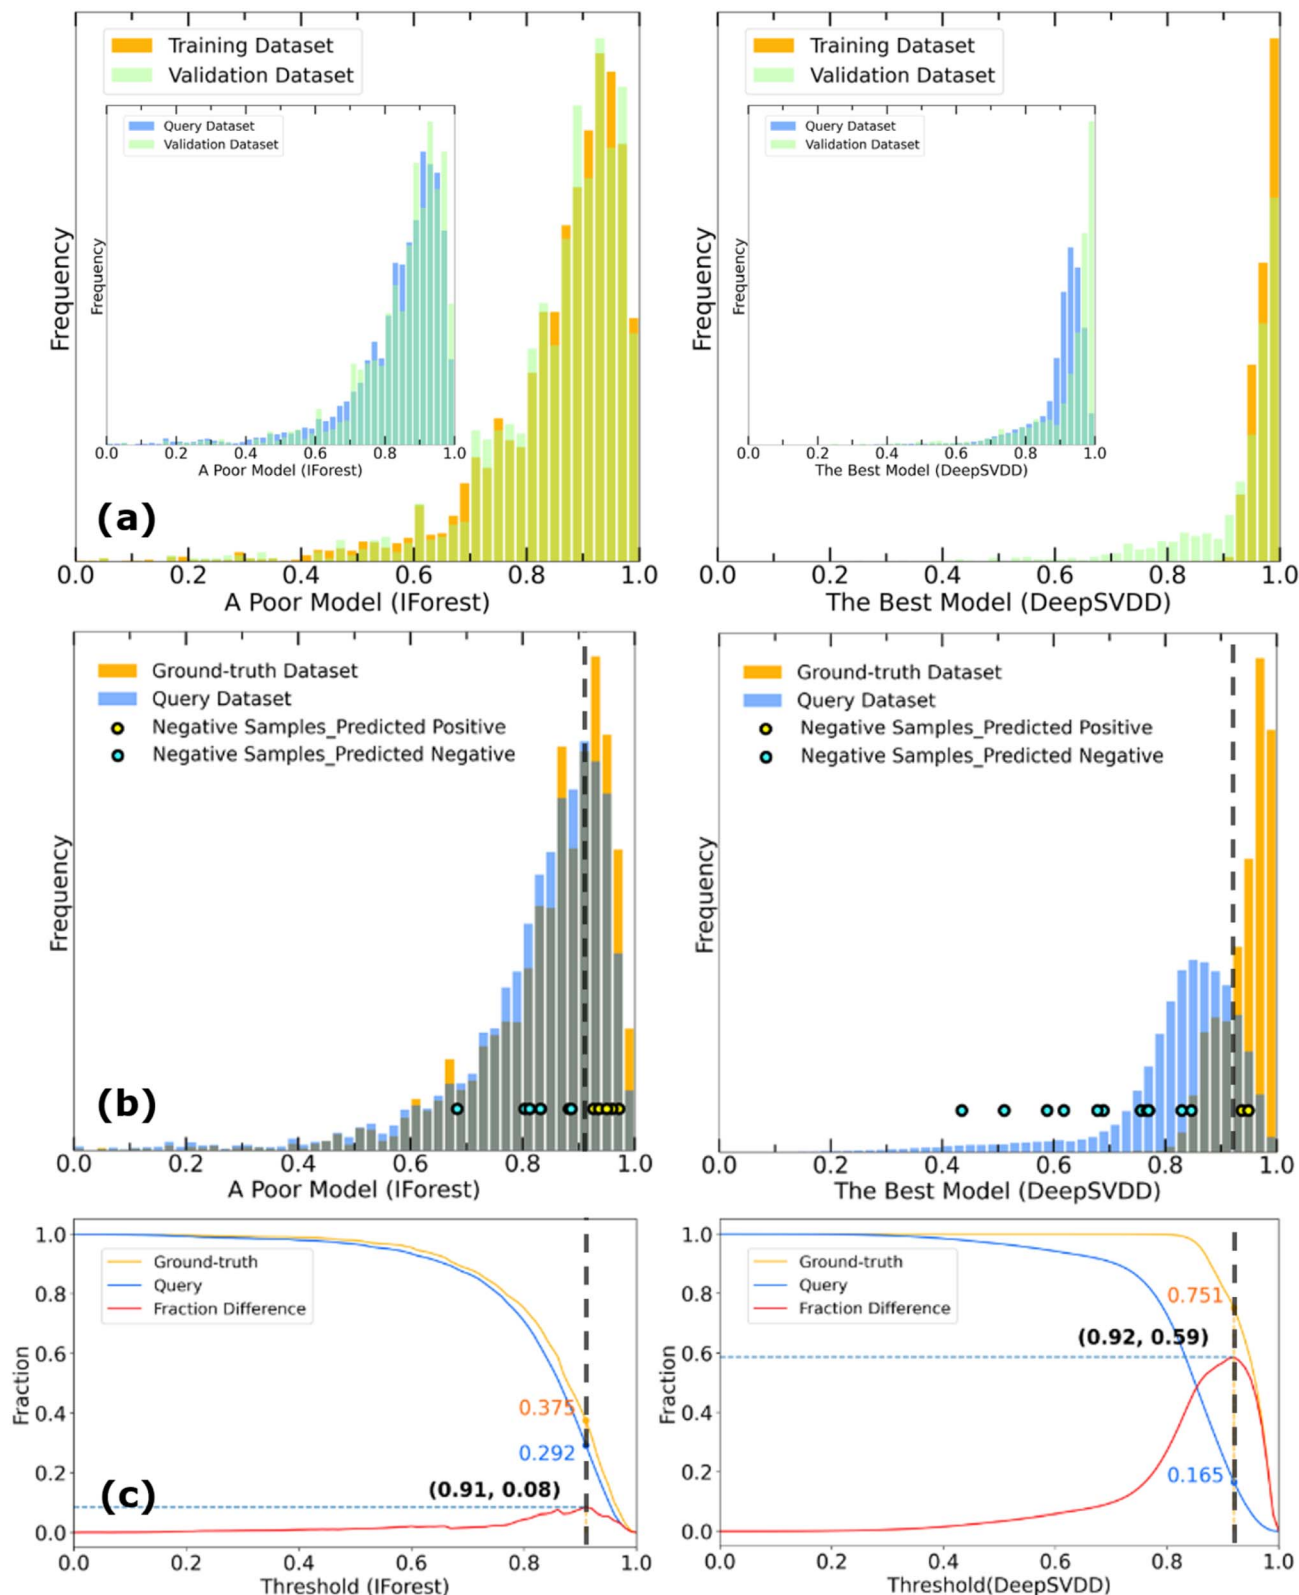 Training Dataset
Validation Dataset
Query Dataset
Validation Dataset
Frequency
Frequency
0.0 0.2 0.4 0.6 0.8 1.0
A Poor Model (IForest)
(a)
0.0 0.2 0.4 0.6 0.8 1.0
A Poor Model (IForest)
Training Dataset
Validation Dataset
Query Dataset
Validation Dataset
Frequency
Frequency
0.0 0.2 0.4 0.6 0.8 1.0
The Best Model (DeepSVDD)
0.0 0.2 0.4 0.6 0.8 1.0
The Best Model (DeepSVDD)
Ground-truth Dataset
Query Dataset
Negative Samples_Predicted Positive
Negative Samples_Predicted Negative
Frequency
(b)
0.0 0.2 0.4 0.6 0.8 1.0
A Poor Model (IForest)
Ground-truth Dataset
Query Dataset
Negative Samples_Predicted Positive
Negative Samples_Predicted Negative
Frequency
0.0 0.2 0.4 0.6 0.8 1.0
The Best Model (DeepSVDD)
1.0
0.8
0.6
0.4
0.2
0.0
Fraction
Ground-truth
Query
Fraction Difference
0.375
0.292
(0.91, 0.08)
(c)
0.0 0.2 0.4 0.6 0.8 1.0
Threshold (IForest)
1.0
0.8
0.6
0.4
0.2
0.0
Fraction
Ground-truth
Query
Fraction Difference
0.751
(0.92, 0.59)
0.165
0.0 0.2 0.4 0.6 0.8 1.0
Threshold(DeepSVDD)